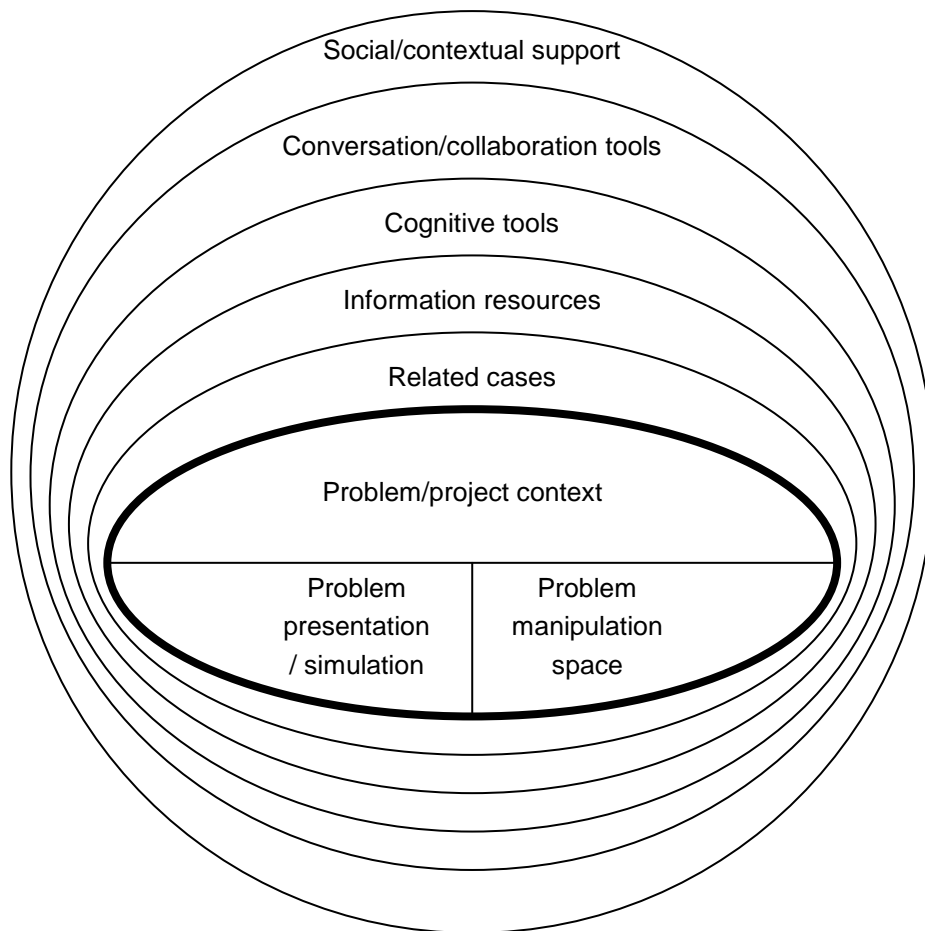 Social/contextual support
Conversation/collaboration tools
Cognitive tools
Information resources
Related cases
Problem/project context
Problem
presentation
/ simulation
Problem
manipulation
space